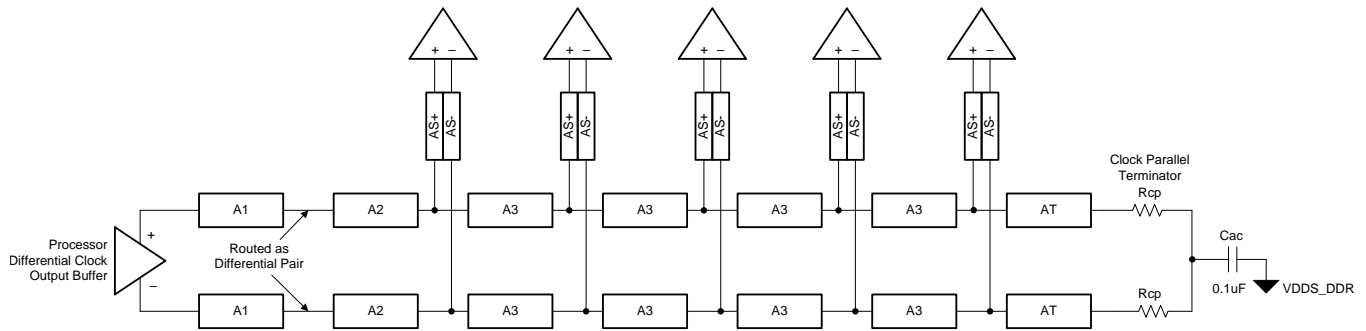 + – + – + – + – + –
AS+ AS- AS+ AS- AS+ AS- AS+ AS- AS+ AS-
Clock Parallel
Terminator
Rcp
A1 A2 A3 A3 A3 A3 AT
+
Processor
Differential Clock
Output Buffer
–
Routed as
Differential Pair
Cac
0.1uF
VDDS_DDR
Rcp
A1 A2 A3 A3 A3 A3 AT